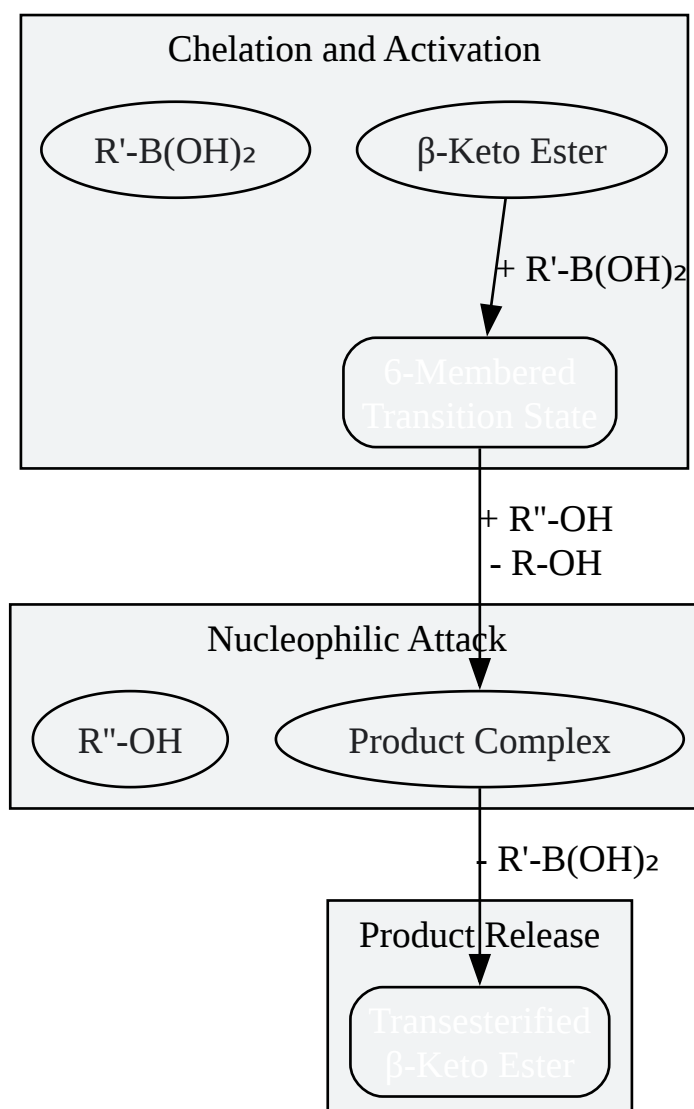 Chelation and Activation
R'-B(OH)₂
β-Keto Ester
+ R'-B(OH)₂
6-Membered
Transition State
+ R"-OH
- R-OH
Nucleophilic Attack
R"-OH
Product Complex
- R'-B(OH)₂
Product Release
Transesterified
β-Keto Ester